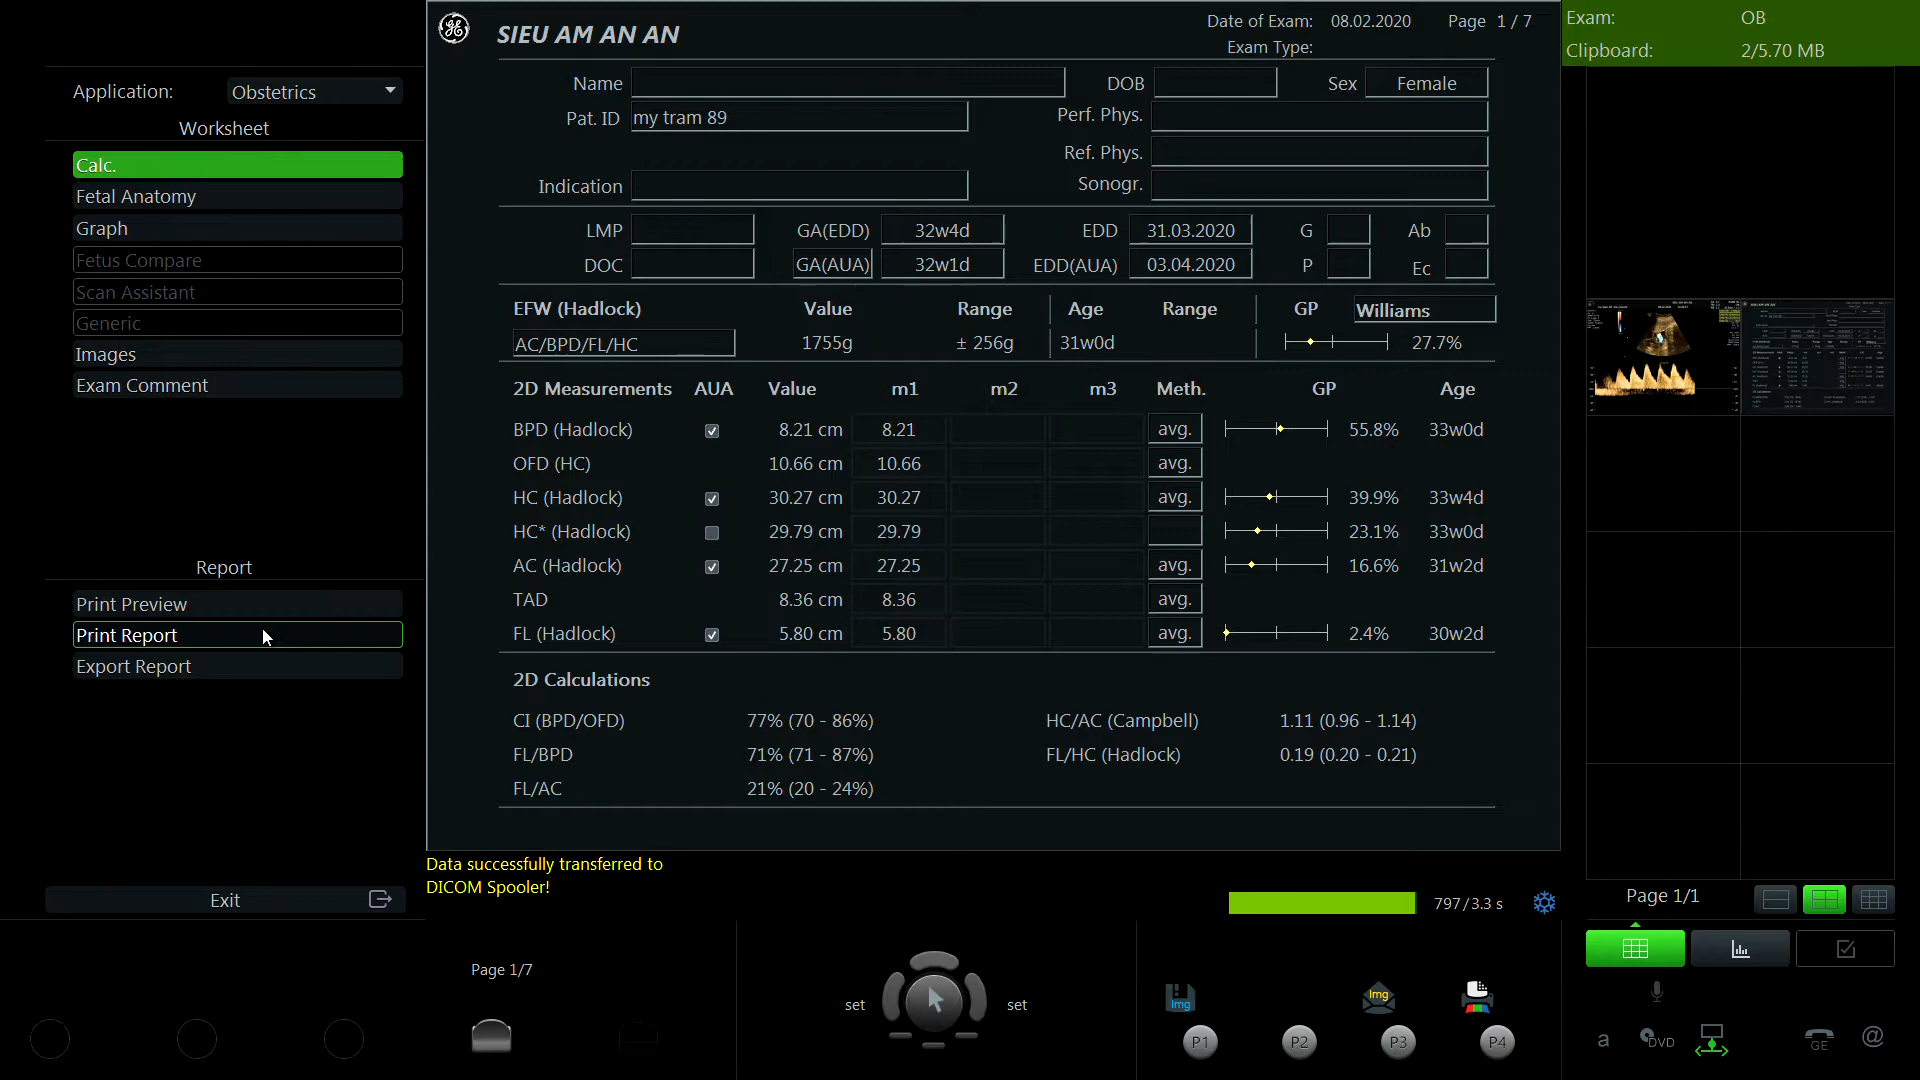 SIEU AM AN AN
Date of Exam: 08.02.2020 Page 1 / 7
Exam Type:
Exam: OB
Clipboard: 2/5.70 MB
Application: Obstetrics
Worksheet
Calc.
Fetal Anatomy
Graph
Fetus Compare
Scan Assistant
Generic
Images
Exam Comment
Report
Print Preview
Print Report
Export Report
Exit
Name DOB Sex Female
Pat. ID my tram 89 Perf. Phys.
Ref. Phys.
Indication Sonogr.
LMP GA(EDD) 32w4d EDD 31.03.2020 G Ab
DOC GA(AUA) 32w1d EDD(AUA) 03.04.2020 P Ec
EFW (Hadlock) Value Range Age Range GP Williams
AC/BPD/FL/HC 1755g ± 256g 31w0d 27.7%
2D Measurements AUA Value m1 m2 m3 Meth. GP Age
BPD (Hadlock) 8.21 cm 8.21 avg. 55.8% 33w0d
OFD (HC) 10.66 cm 10.66 avg.
HC (Hadlock) 30.27 cm 30.27 avg. 39.9% 33w4d
HC* (Hadlock) 29.79 cm 29.79 23.1% 33w0d
AC (Hadlock) 27.25 cm 27.25 avg. 16.6% 31w2d
TAD 8.36 cm 8.36 avg.
FL (Hadlock) 5.80 cm 5.80 avg. 2.4% 30w2d
2D Calculations
CI (BPD/OFD) 77% (70 - 86%) HC/AC (Campbell) 1.11 (0.96 - 1.14)
FL/BPD 71% (71 - 87%) FL/HC (Hadlock) 0.19 (0.20 - 0.21)
FL/AC 21% (20 - 24%)
Data successfully transferred to
DICOM Spooler!
797/3.3 s
Page 1/1
Page 1/7
set set
Img Img
P1 P2 P3 P4
a DVD GE @